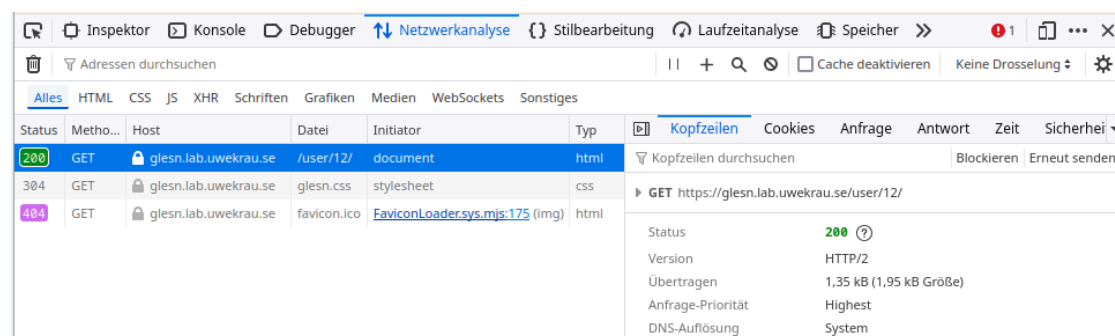 Inspektor Konsole Debugger Netzwerkanalyse {} Stilbearbeitung Laufzeitanalyse Speicher 1
Adressen durchsuchen Cache deaktivieren Keine Drosselung
Alles HTML CSS JS XHR Schriften Grafiken Medien WebSockets Sonstiges
Status Metho... Host Datei Initiator Typ
200 GET glesn.lab.uwekrau.se /user/12/ document html
304 GET glesn.lab.uwekrau.se glesn.css stylesheet css
404 GET glesn.lab.uwekrau.se favicon.ico FaviconLoader.sys.mjs:175 (img) html
Kopfzeilen Cookies Anfrage Antwort Zeit Sicherhei
Kopfzeilen durchsuchen Blockieren Erneut senden
GET https://glesn.lab.uwekrau.se/user/12/
Status 200
Version HTTP/2
Übertragen 1,35 kB (1,95 kB Größe)
Anfrage-Priorität Highest
DNS-Auflösung System